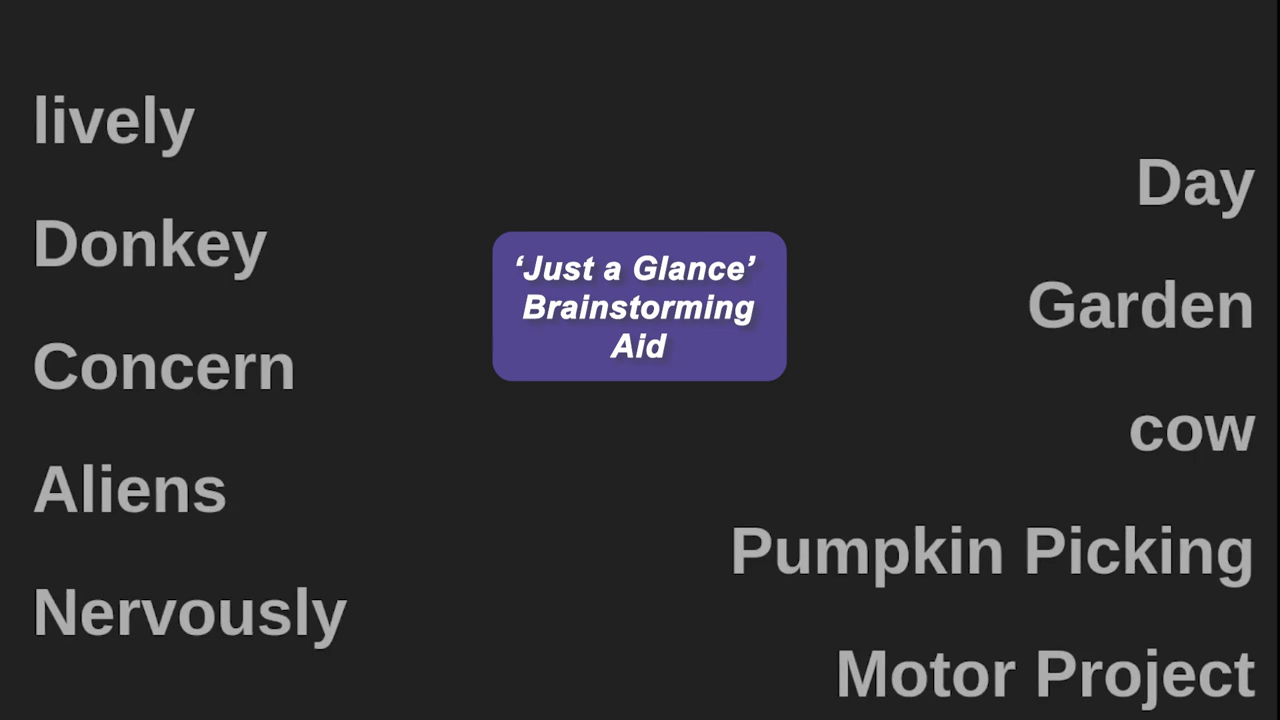 lively
Donkey
Concern
Aliens
Nervously
‘Just a Glance’
Brainstorming
Aid
Day
Garden
cow
Pumpkin Picking
Motor Project